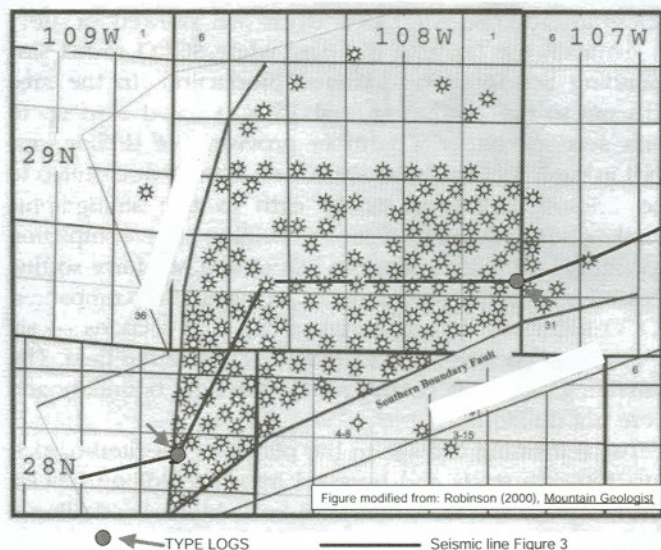 109W 1 6 108W 1 6 107W
29N
36
31
Southern Boundary Fault
6
4-8
3-15
28N
Figure modified from: Robinson (2000), Mountain Geologist
TYPE LOGS Seismic line Figure 3